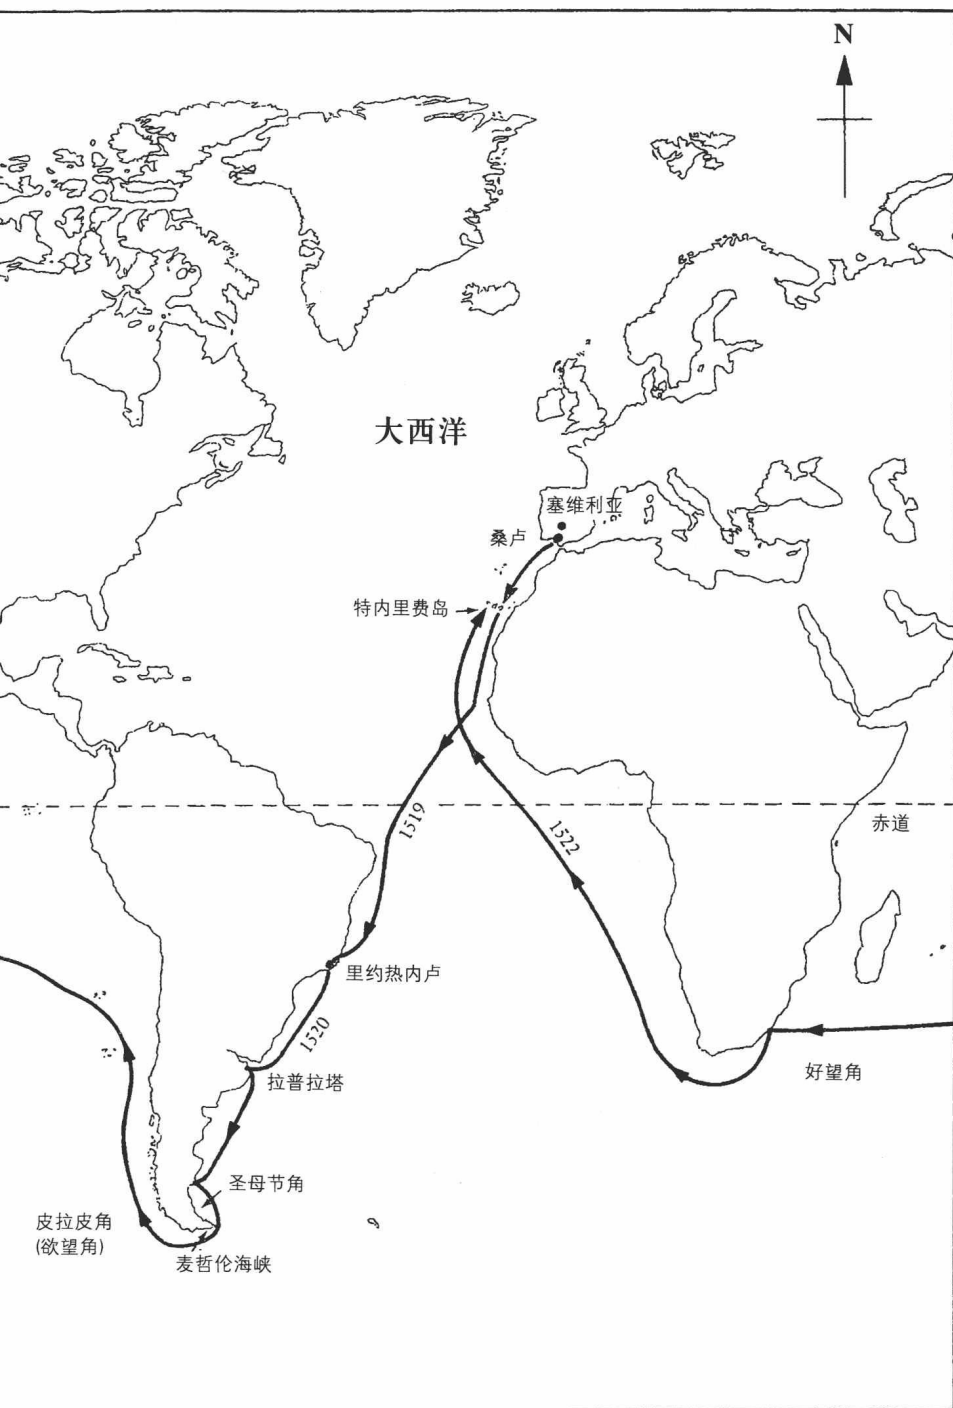 N
大西洋
塞维利亚
桑卢
特内里费岛
赤道
1519
1522
里约热内卢
1520
拉普拉塔
好望角
圣母节角
皮拉皮角
(欲望角)
麦哲伦海峡